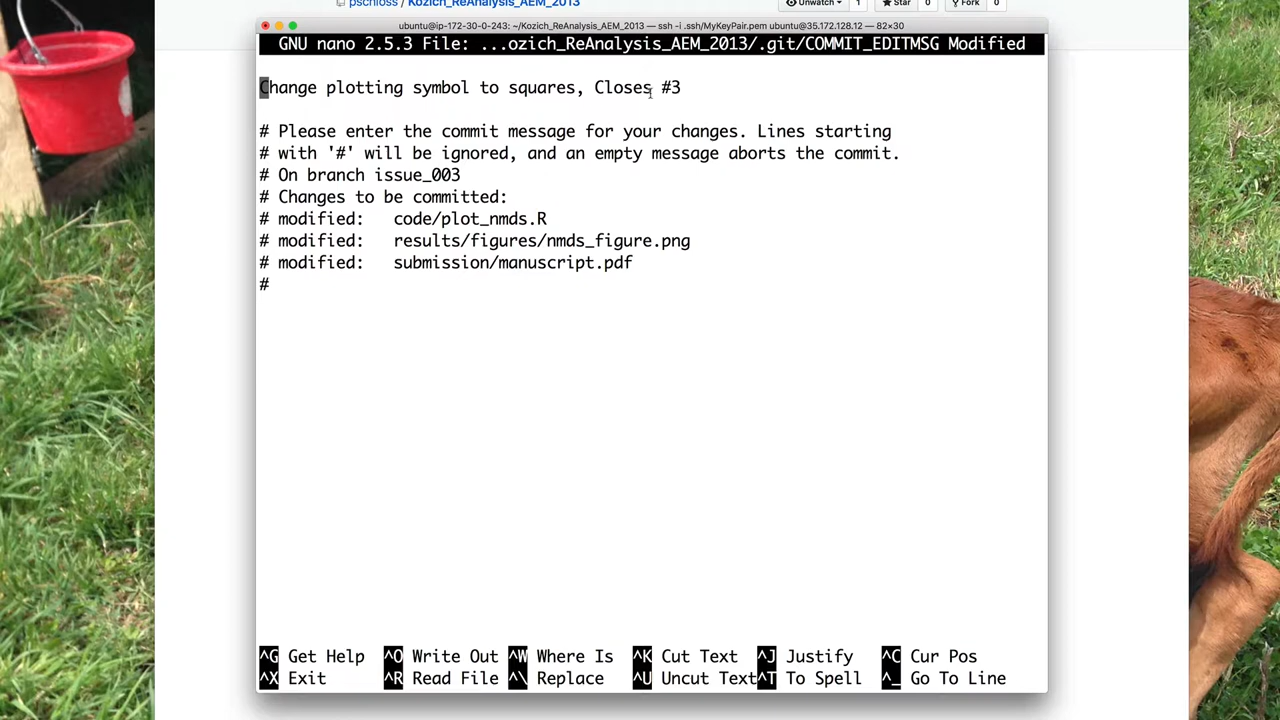 pschloss / Kozich_ReAnalysis_AEM_2013
Unwatch 1 Star 0 Fork 0
ubuntu@ip-172-30-0-243: ~/Kozich_ReAnalysis_AEM_2013 — ssh -i .ssh/MyKeyPair.pem ubuntu@35.172.128.12 — 82×30
GNU nano 2.5.3 File: ...ozich_ReAnalysis_AEM_2013/.git/COMMIT_EDITMSG Modified
Change plotting symbol to squares, Closes #3
# Please enter the commit message for your changes. Lines starting
# with '#' will be ignored, and an empty message aborts the commit.
# On branch issue_003
# Changes to be committed:
# modified: code/plot_nmds.R
# modified: results/figures/nmds_figure.png
# modified: submission/manuscript.pdf
#
^G Get Help ^O Write Out ^W Where Is ^K Cut Text ^J Justify ^C Cur Pos
^X Exit ^R Read File ^\ Replace ^U Uncut Text ^T To Spell ^_ Go To Line